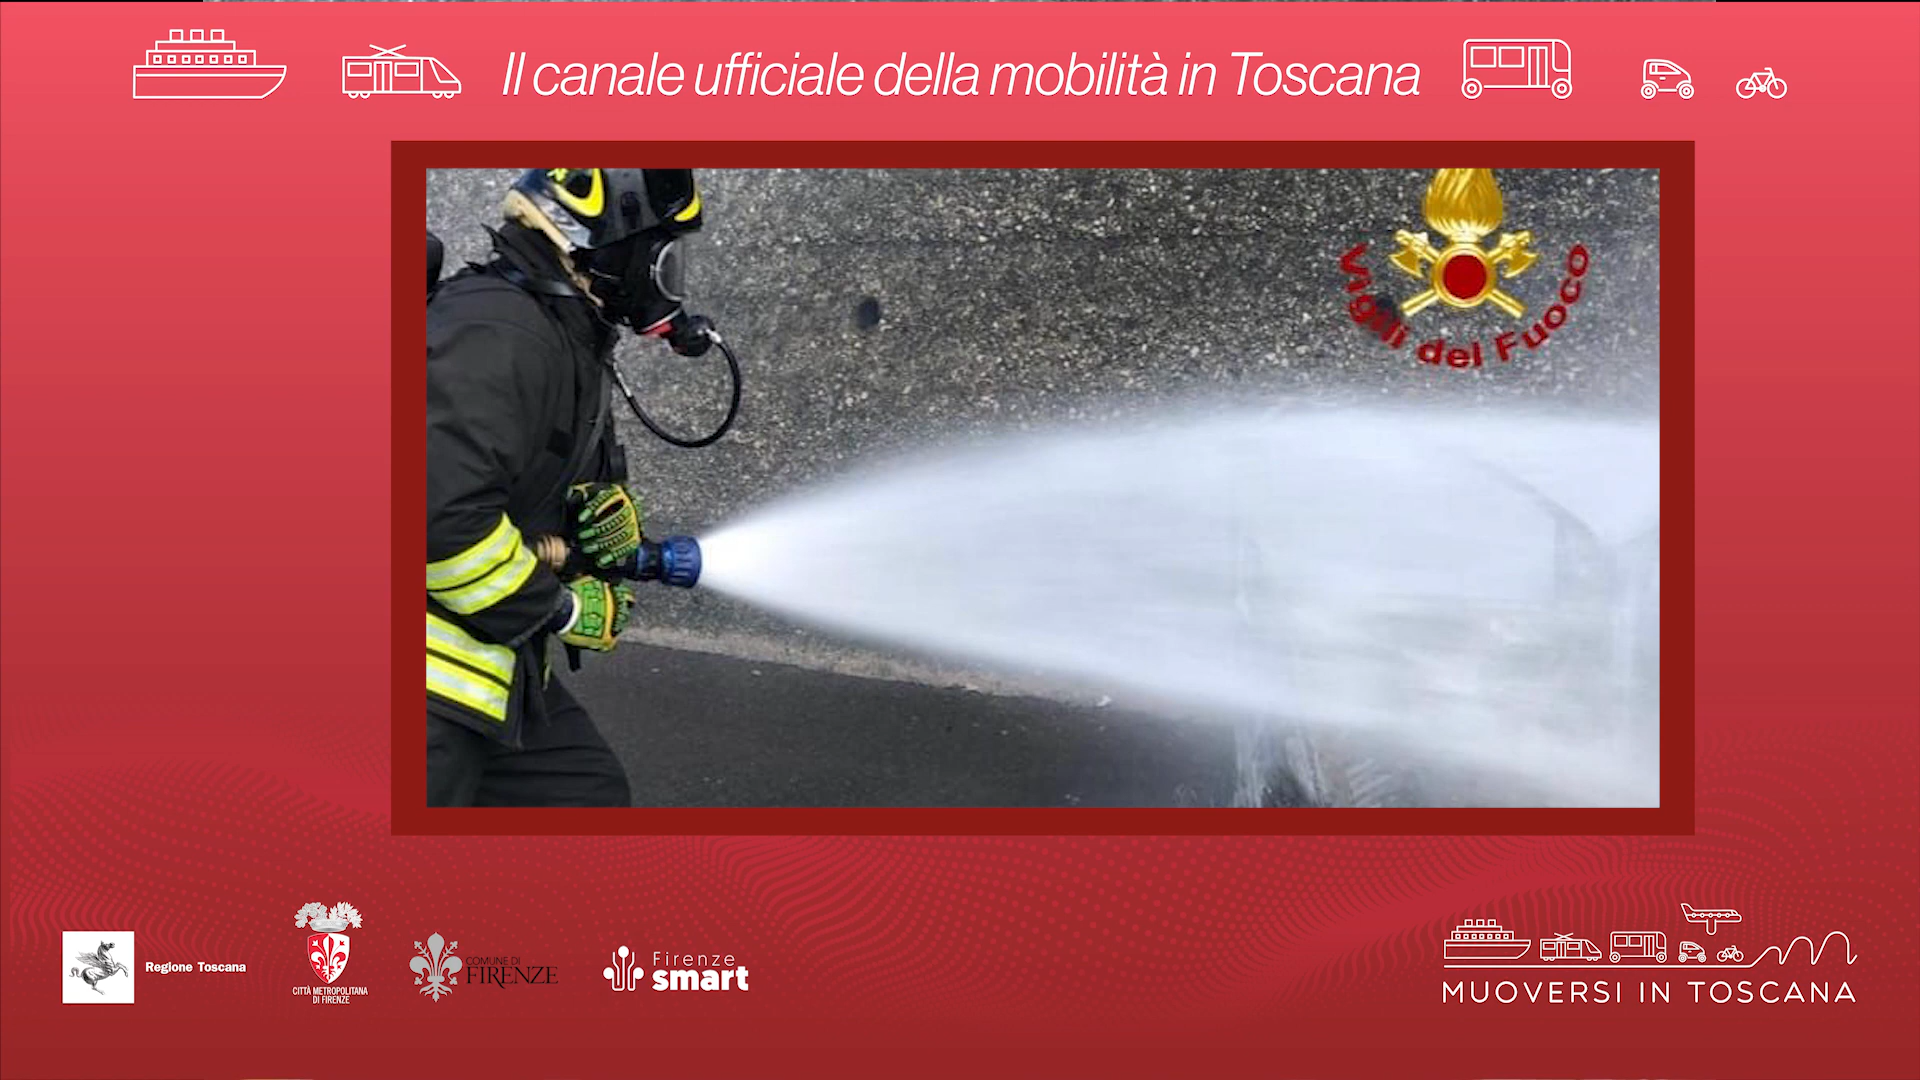 Il canale ufficiale della mobilità in Toscana
Vigili del Fuoco
Regione Toscana
CITTÀ METROPOLITANA
DI FIRENZE
COMUNE DI
FIRENZE
Firenze
smart
MUOVERSI IN TOSCANA